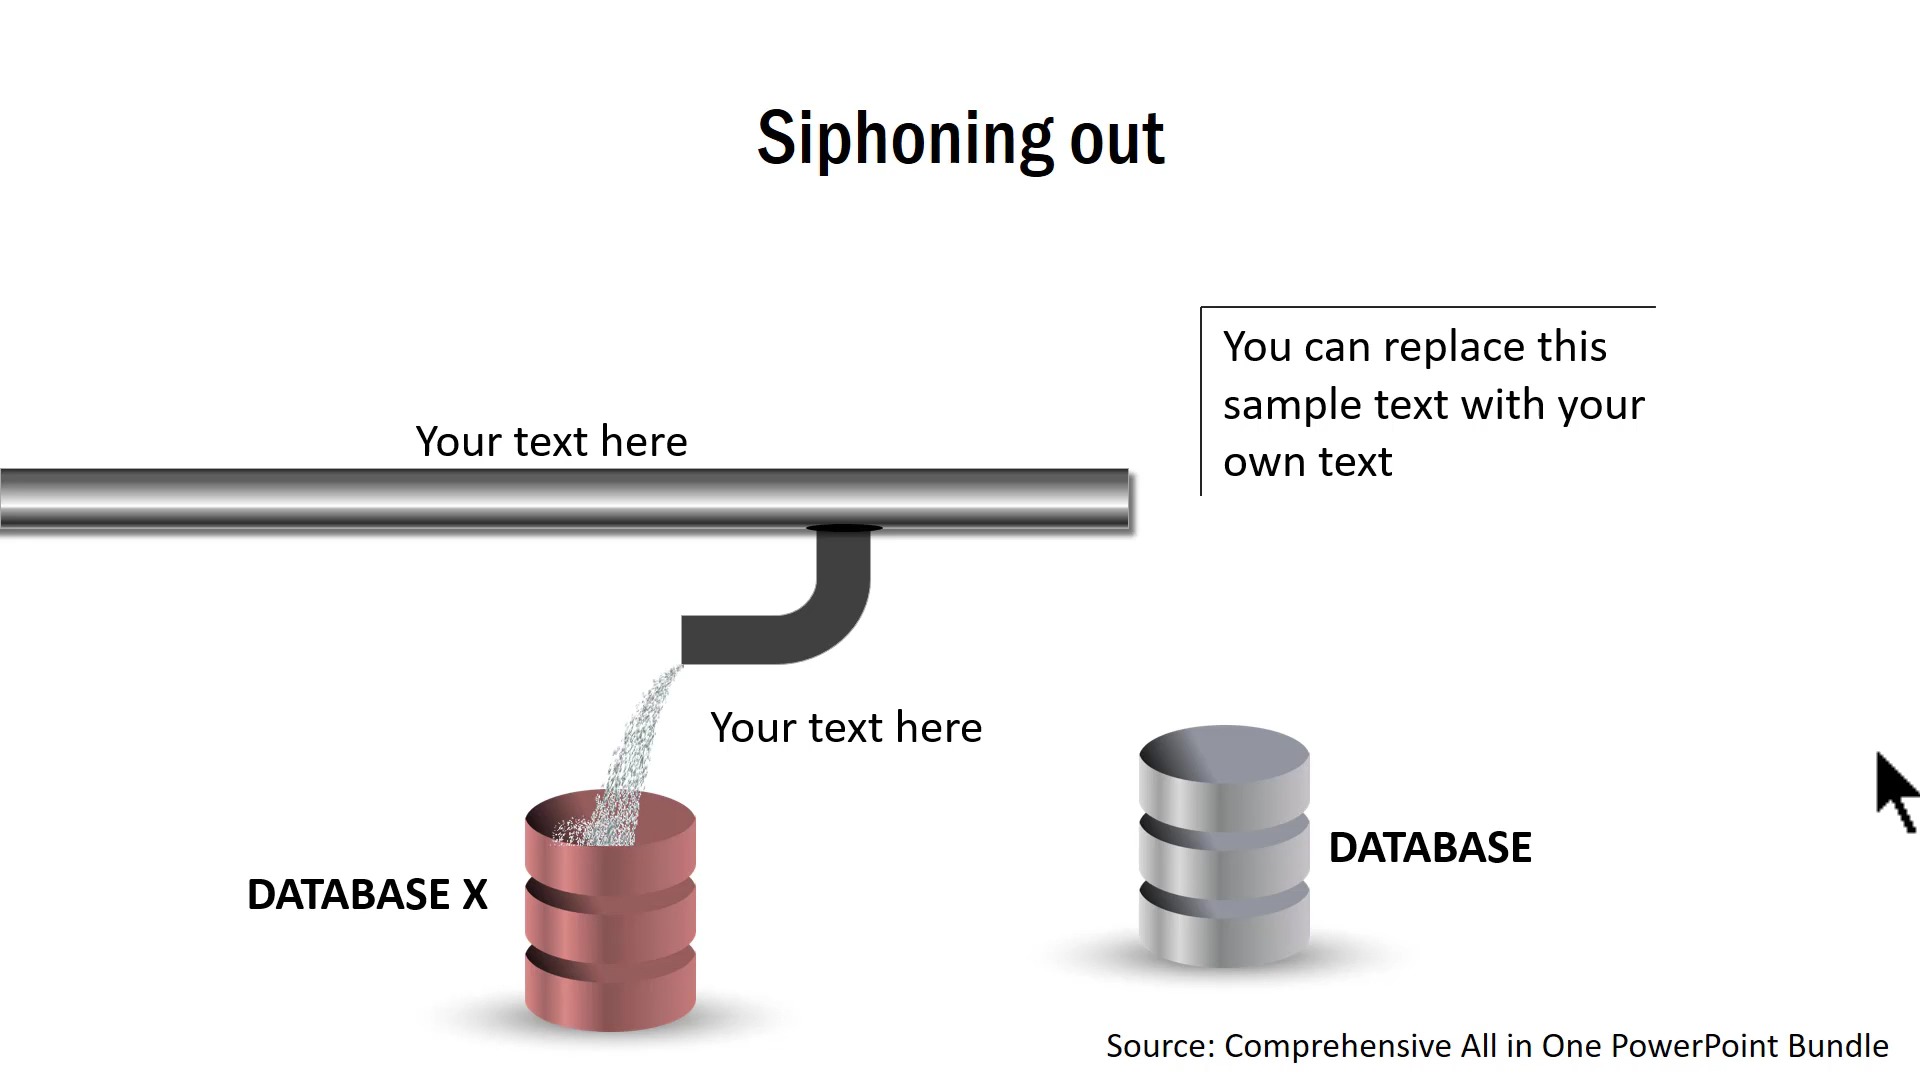 Siphoning out
You can replace this
sample text with your
own text
Your text here
Your text here
DATABASE
DATABASE X
Source: Comprehensive All in One PowerPoint Bundle